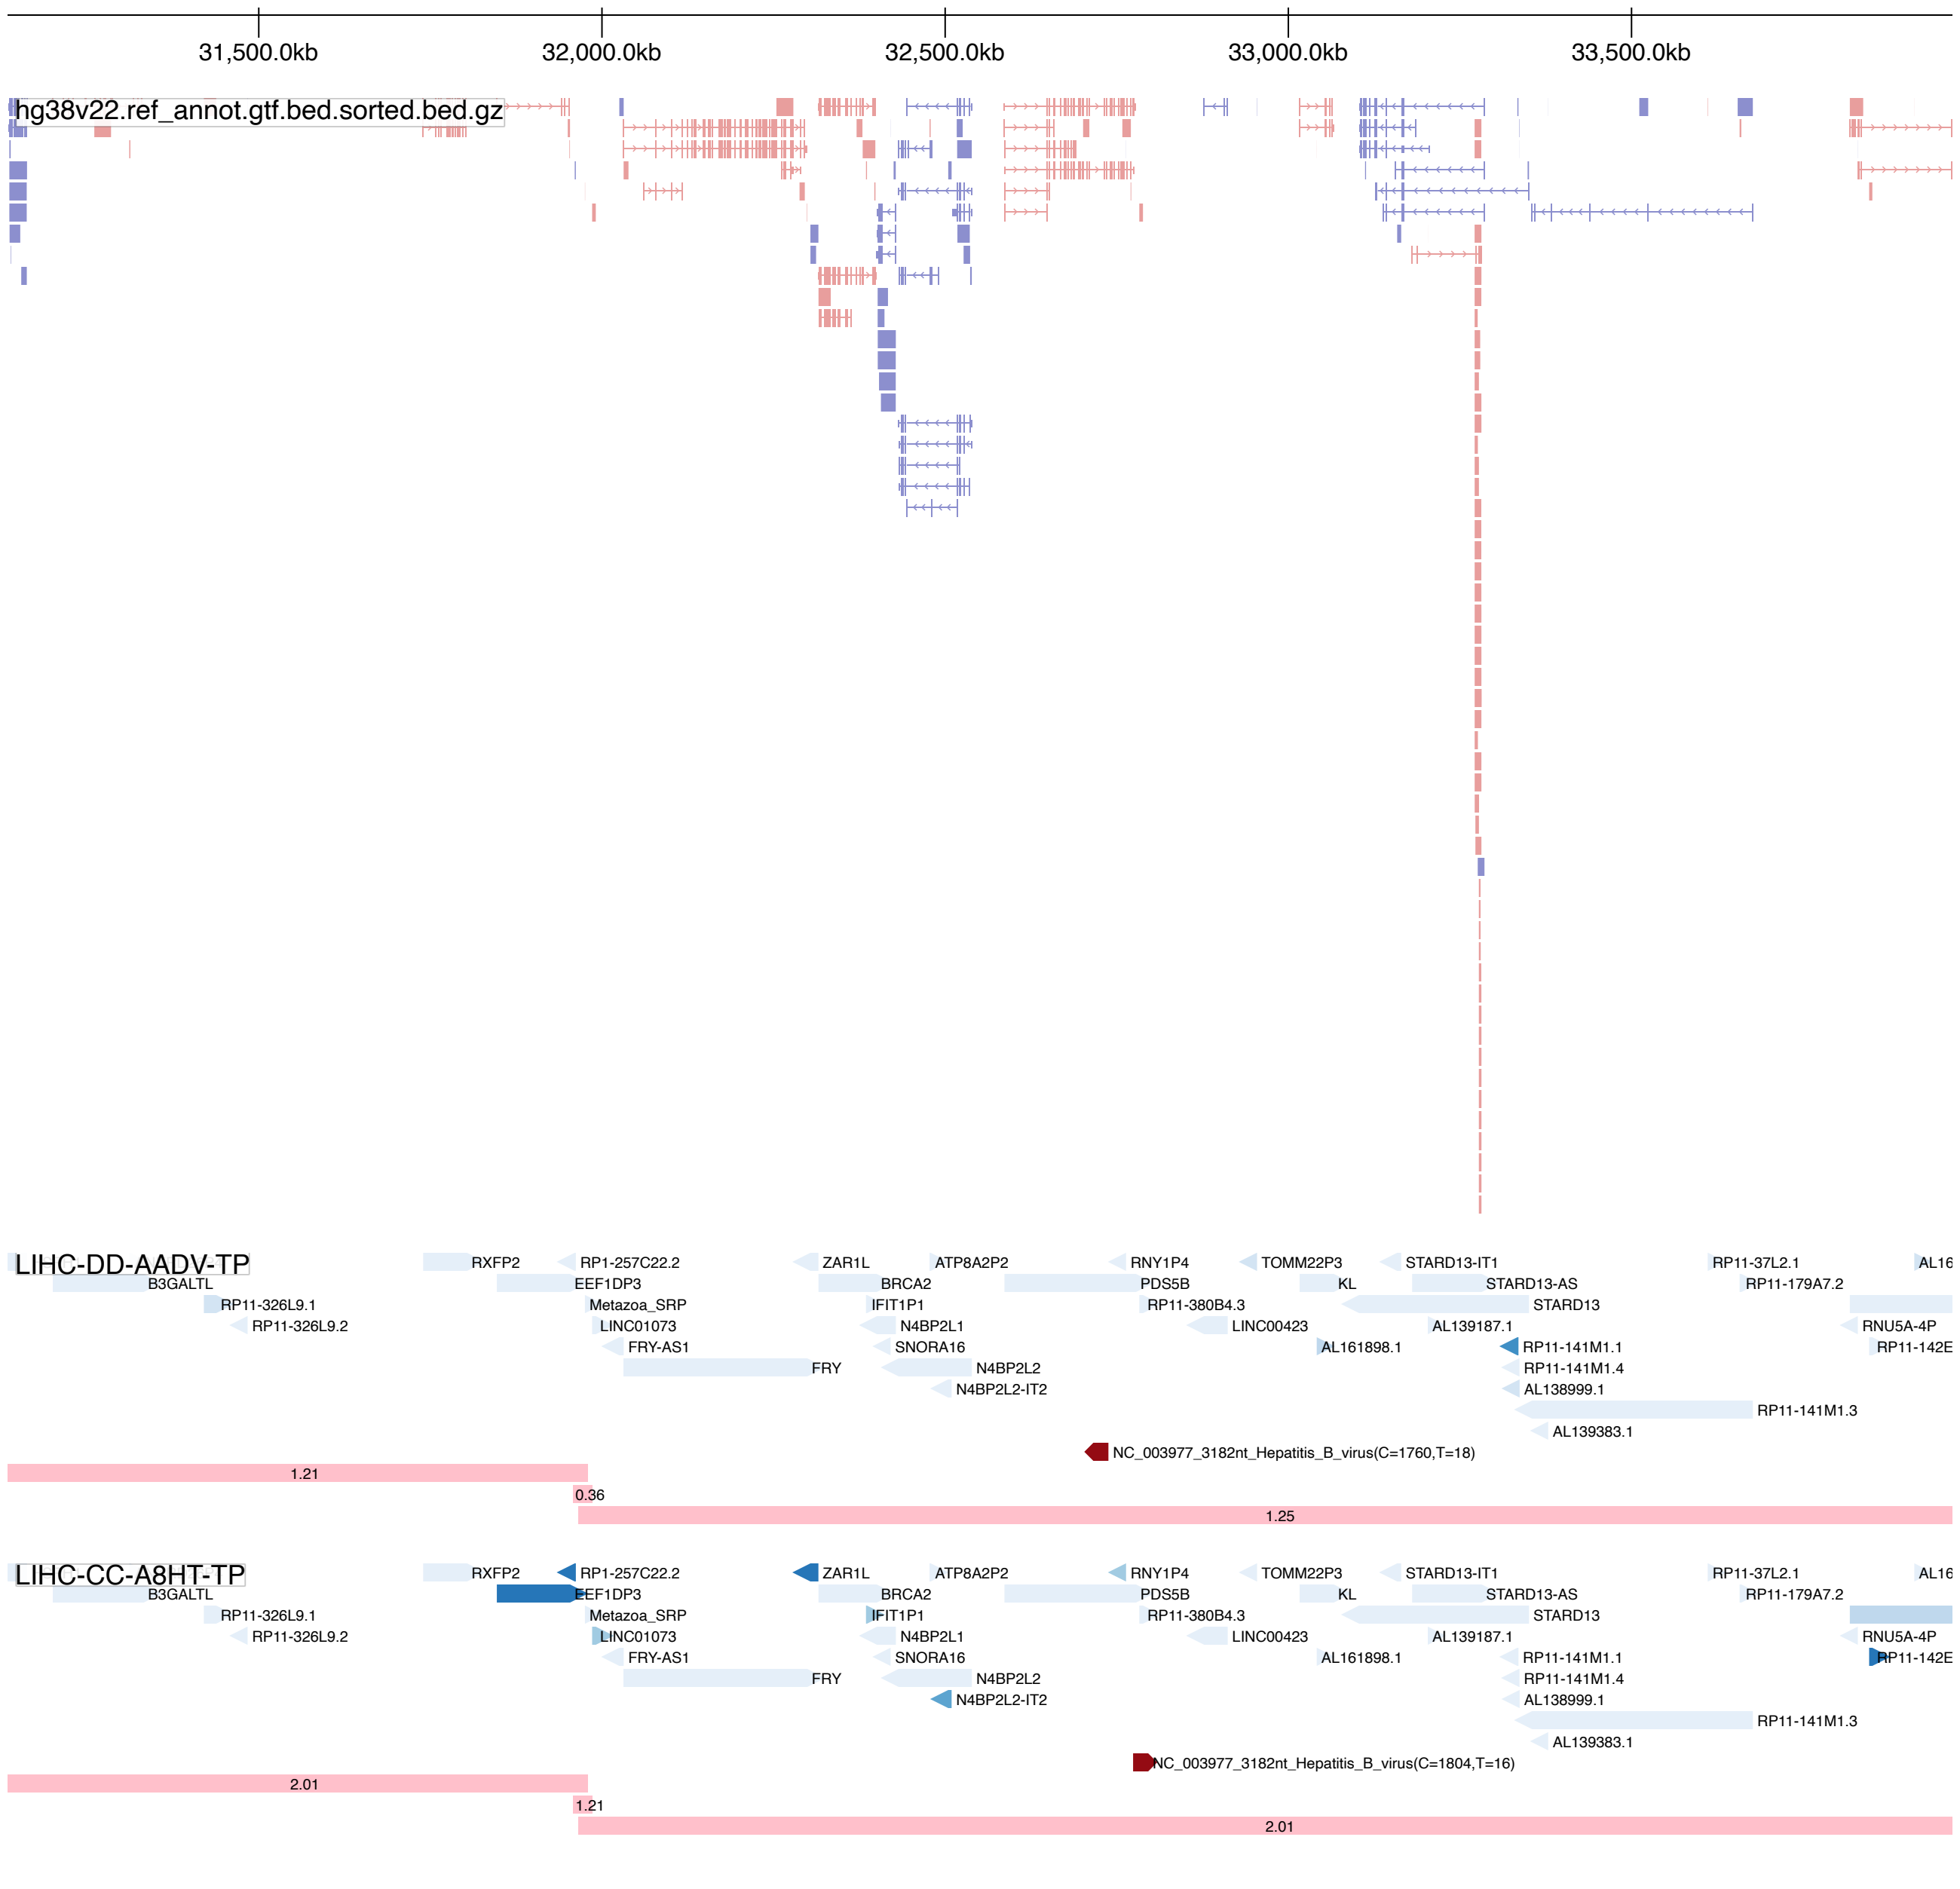 31,500.0kb 32,000.0kb 32,500.0kb 33,000.0kb 33,500.0kb
hg38v22.ref_annot.gtf.bed.sorted.bed.gz
LIHC-DD-AADV-TP RXFP2 RP1-257C22.2 ZAR1L ATP8A2P2 RNY1P4 TOMM22P3 STARD13-IT1 RP11-37L2.1 AL16
B3GALTL EEF1DP3 BRCA2 PDS5B KL STARD13-AS RP11-179A7.2
RP11-326L9.1 Metazoa_SRP IFIT1P1 RP11-380B4.3 STARD13
RP11-326L9.2 LINC01073 N4BP2L1 LINC00423 AL139187.1 RNU5A-4P
FRY-AS1 SNORA16 AL161898.1 RP11-141M1.1 RP11-142E
FRY N4BP2L2 RP11-141M1.4
N4BP2L2-IT2 AL138999.1
RP11-141M1.3
AL139383.1
NC_003977_3182nt_Hepatitis_B_virus(C=1760,T=18)
1.21
0.36
1.25
LIHC-CC-A8HT-TP RXFP2 RP1-257C22.2 ZAR1L ATP8A2P2 RNY1P4 TOMM22P3 STARD13-IT1 RP11-37L2.1 AL16
B3GALTL EEF1DP3 BRCA2 PDS5B KL STARD13-AS RP11-179A7.2
RP11-326L9.1 Metazoa_SRP IFIT1P1 RP11-380B4.3 STARD13
RP11-326L9.2 LINC01073 N4BP2L1 LINC00423 AL139187.1 RNU5A-4P
FRY-AS1 SNORA16 AL161898.1 RP11-141M1.1 RP11-142E
FRY N4BP2L2 RP11-141M1.4
N4BP2L2-IT2 AL138999.1
RP11-141M1.3
AL139383.1
NC_003977_3182nt_Hepatitis_B_virus(C=1804,T=16)
2.01
1.21
2.01